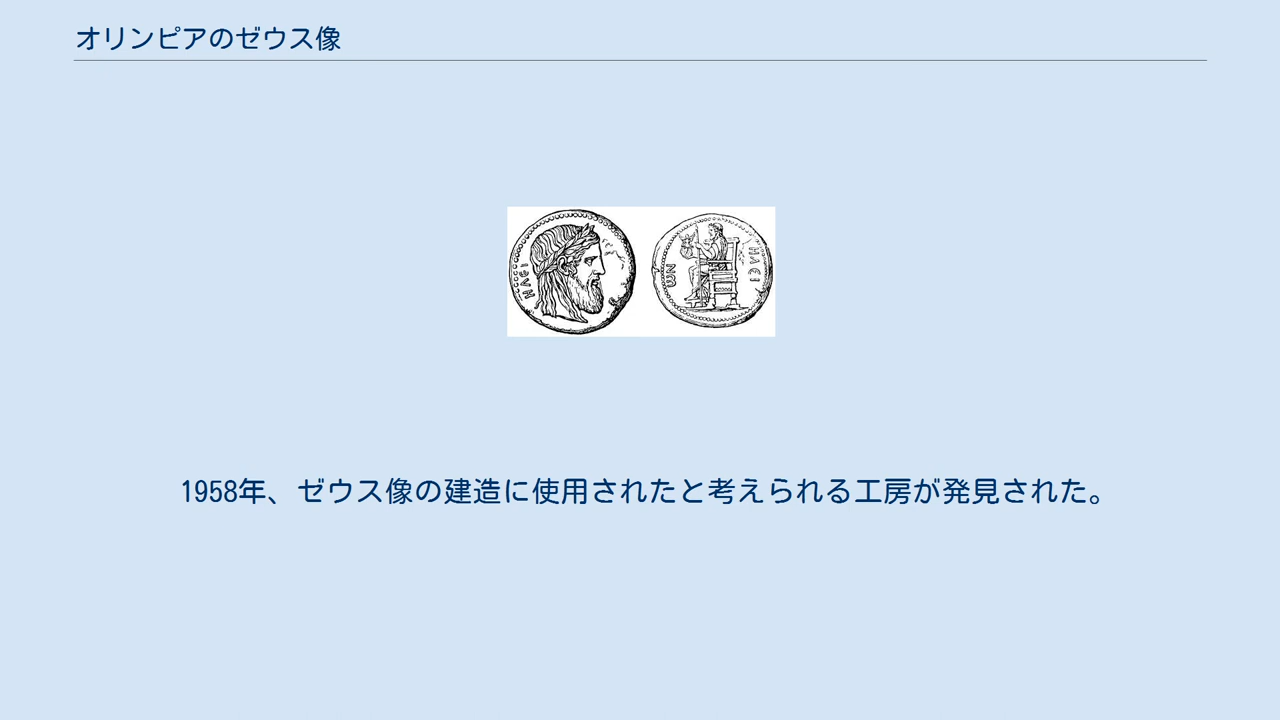 オリンピアのゼウス像
1958年、ゼウス像の建造に使用されたと考えられる工房が発見された。